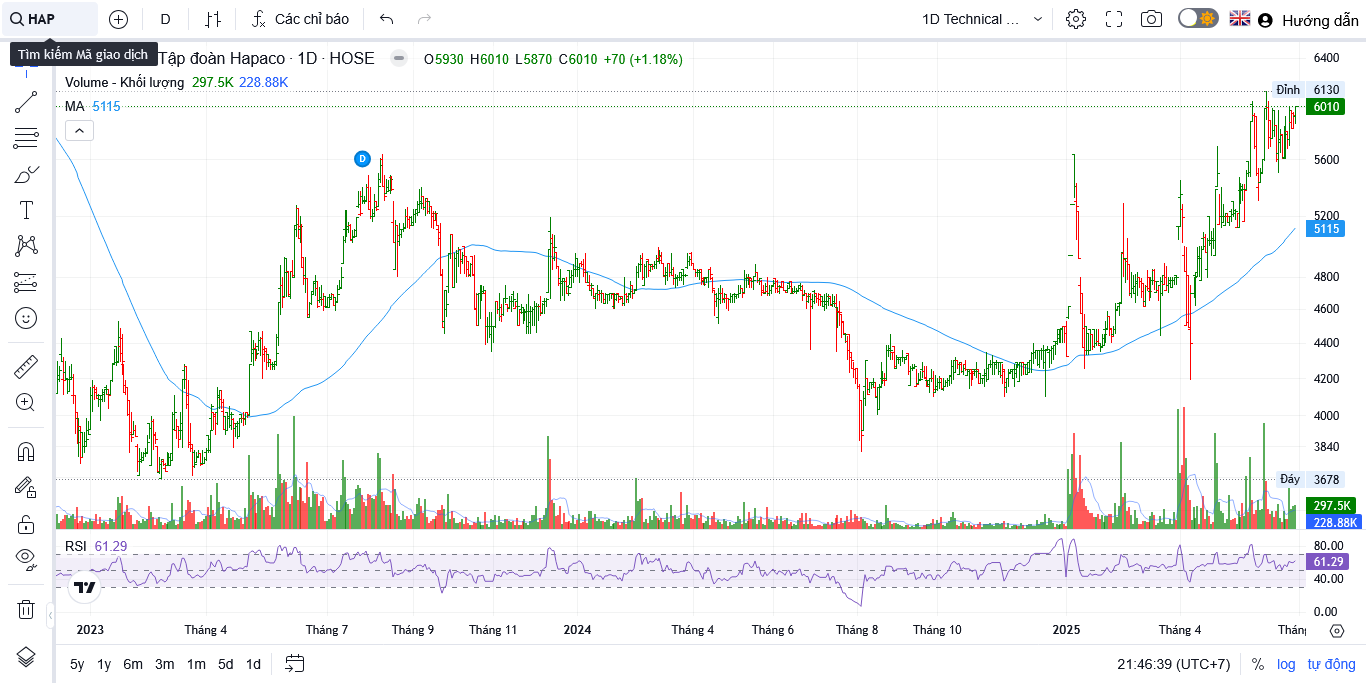 HAP D Các chỉ báo 1D Technical ... Hướng dẫn
Tìm kiếm Mã giao dịch
Tập đoàn Hapaco · 1D · HOSE O5930 H6010 L5870 C6010 +70 (+1.18%)
Volume - Khối lượng 297.5K 228.88K
MA 5115
D
6400
Đỉnh 6130
6010
5600
5200
5115
4800
4600
4400
4200
4000
3840
Đáy 3678
297.5K
228.88K
RSI 61.29
80.00
61.29
40.00
0.00
2023 Tháng 4 Tháng 7 Tháng 9 Tháng 11 2024 Tháng 4 Tháng 6 Tháng 8 Tháng 10 2025 Tháng 4
5y 1y 6m 3m 1m 5d 1d 21:46:39 (UTC+7) % log tự động